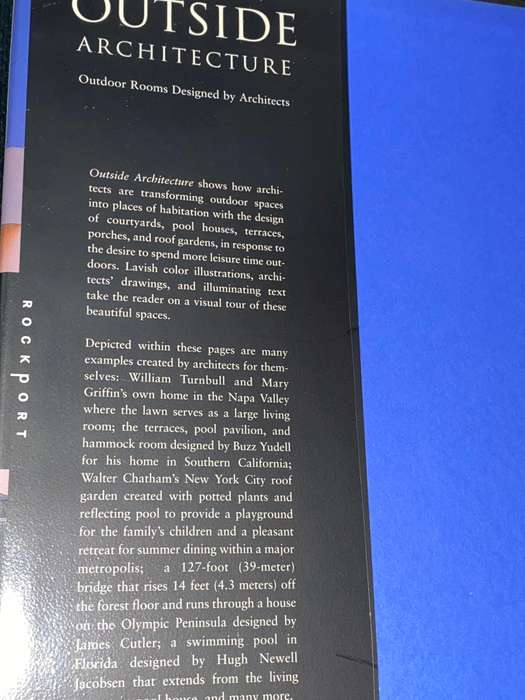 OUTSIDE
ARCHITECTURE
Outdoor Rooms Designed by Architects
Outside Architecture shows how archi-
tects are transforming outdoor spaces
into places of habitation with the design
of courtyards, pool houses, terraces,
porches, and roof gardens, in response to
the desire to spend more leisure time out-
doors. Lavish color illustrations, archi-
tects' drawings, and illuminating text
take the reader on a visual tour of these
beautiful spaces.
Depicted within these pages are many
examples created by architects for them-
selves: William Turnbull and Mary
Griffin's own home in the Napa Valley
where the lawn serves as a large living
room; the terraces, pool pavilion, and
hammock room designed by Buzz Yudell
for his home in Southern California;
Walter Chatham's New York City roof
garden created with potted plants and
reflecting pool to provide a playground
for the family's children and a pleasant
retreat for summer dining within a major
metropolis; a 127-foot (39-meter)
bridge that rises 14 feet (4.3 meters) off
the forest floor and runs through a house
on the Olympic Peninsula designed by
James Cutler; a swimming pool in
Florida designed by Hugh Newell
Jacobsen that extends from the living
house, and many more.
ROCKPORT